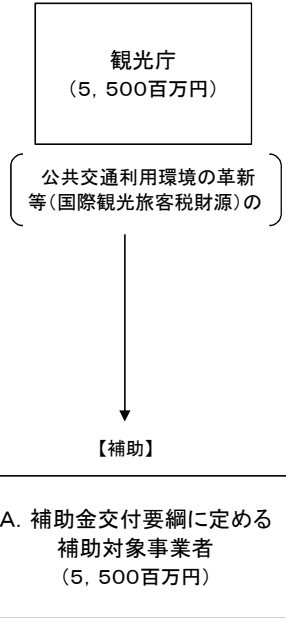 観光庁
（５，５００百万円）
公共交通利用環境の革新
等（国際観光旅客税財源）の
【補助】
Ａ．補助金交付要綱に定める
補助対象事業者
（５，５００百万円）